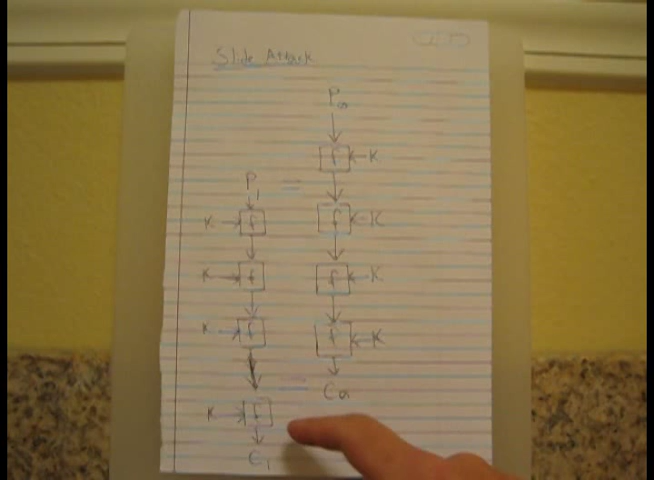 Slide Attack
P₀
f K
P₁ =
K f f K
K f f K
K f f K
= C₀
K f
C₁